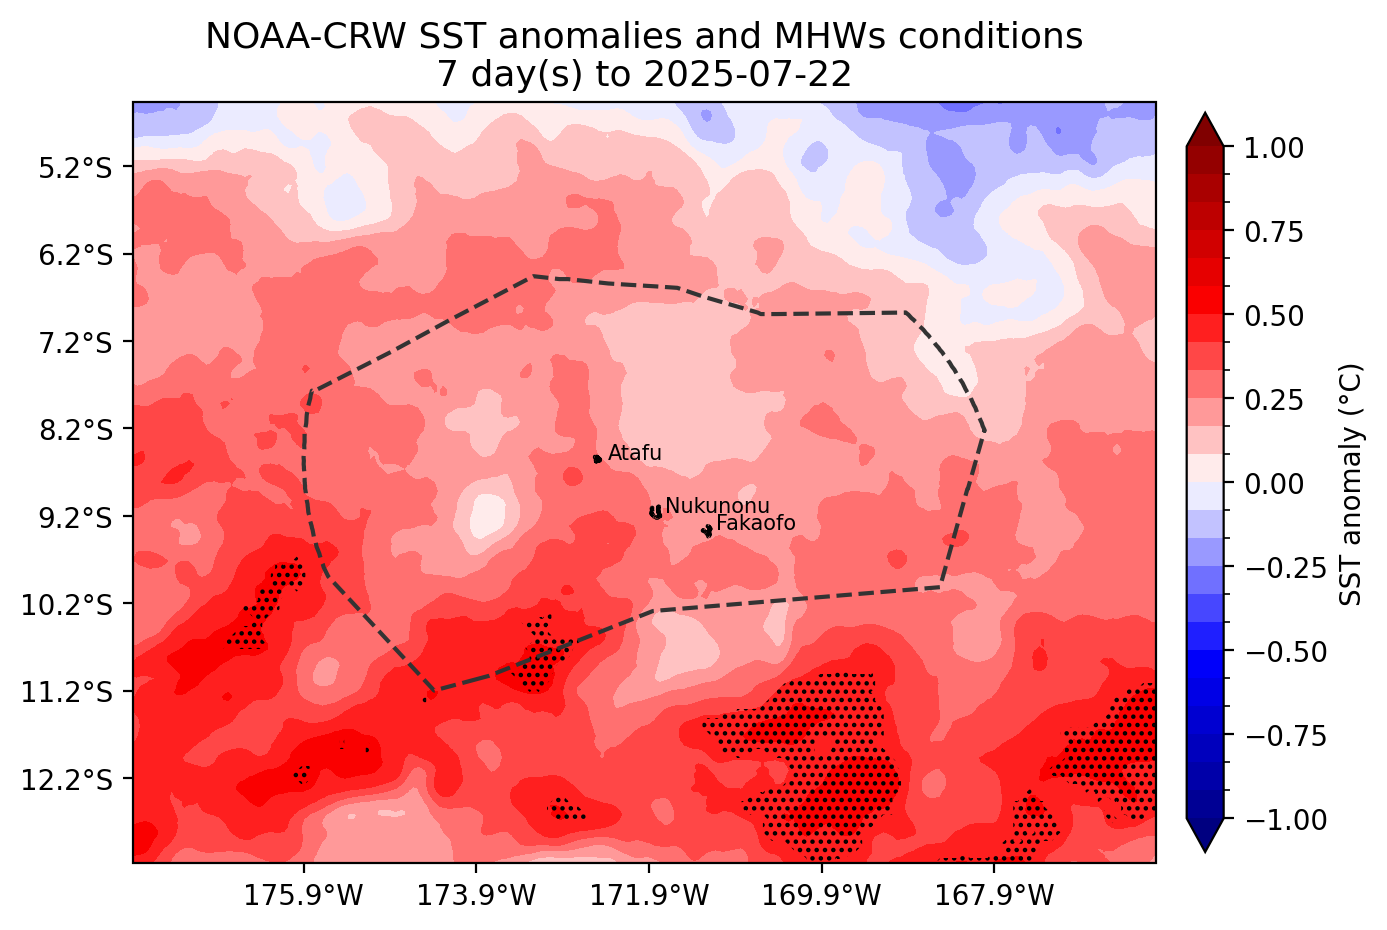 NOAA-CRW SST anomalies and MHWs conditions
7 day(s) to 2025-07-22
5.2°S
6.2°S
7.2°S
8.2°S
9.2°S
10.2°S
11.2°S
12.2°S
Atafu
Nukunonu
Fakaofo
175.9°W
173.9°W
171.9°W
169.9°W
167.9°W
1.00
0.75
0.50
0.25
0.00
−0.25
−0.50
−0.75
−1.00
SST anomaly (°C)